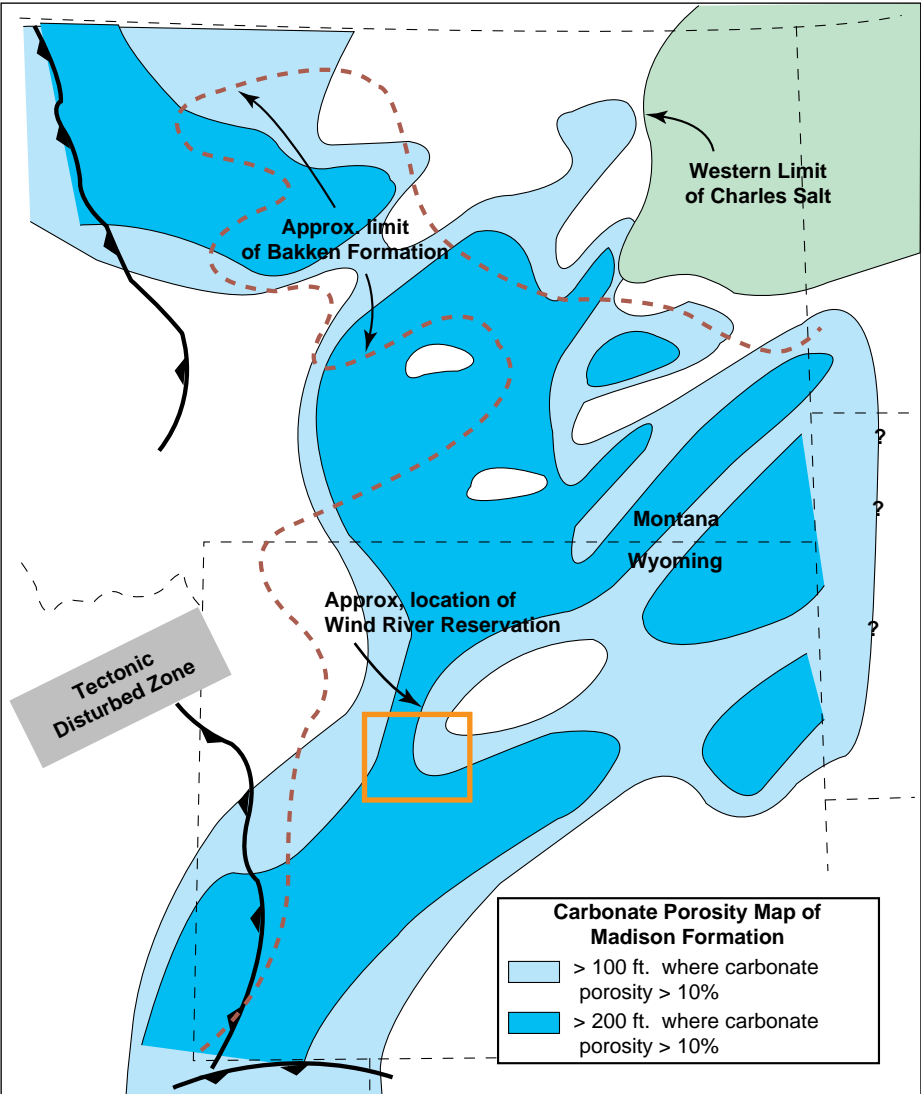 Western Limit
of Charles Salt
Approx. limit
of Bakken Formation
?
?
Montana
Wyoming
Approx, location of
Wind River Reservation
?
Tectonic
Disturbed Zone
Carbonate Porosity Map of
Madison Formation
> 100 ft. where carbonate
porosity > 10%
> 200 ft. where carbonate
porosity > 10%